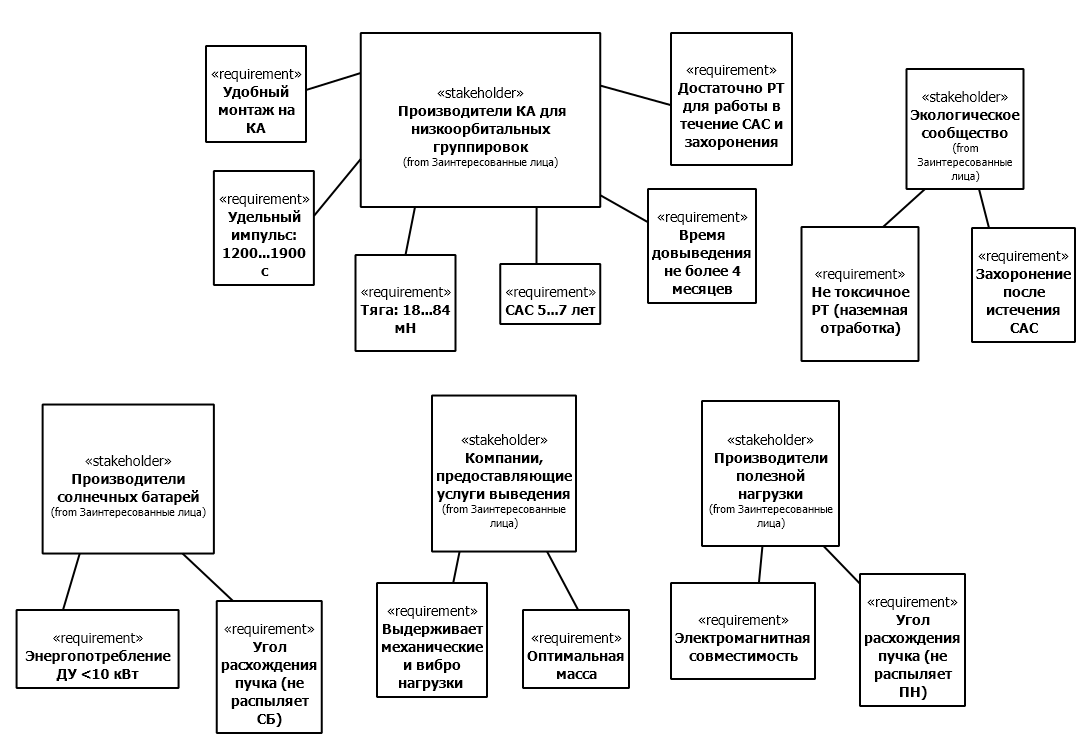 «requirement»
Удобный
монтаж на
КА
«stakeholder»
Производители КА для
низкоорбитальных
группировок
(from Заинтересованные лица)
«requirement»
Достаточно РТ
для работы в
течение САС и
захоронения
«stakeholder»
Экологическое
сообщество
(from
Заинтересованные
лица)
«requirement»
Удельный
импульс:
1200...1900
с
«requirement»
Тяга: 18...84
мН
«requirement»
САС 5...7 лет
«requirement»
Время
довыведения
не более 4
месяцев
«requirement»
Не токсичное
РТ (наземная
отработка)
«requirement»
Захоронение
после
истечения
САС
«stakeholder»
Производители
солнечных батарей
(from Заинтересованные лица)
«stakeholder»
Компании,
предоставляющие
услуги выведения
(from Заинтересованные
лица)
«stakeholder»
Производители
полезной
нагрузки
(from Заинтересованные
лица)
«requirement»
Энергопотребление
ДУ <10 кВт
«requirement»
Угол
расхождения
пучка (не
распыляет
СБ)
«requirement»
Выдерживает
механические
и вибро
нагрузки
«requirement»
Оптимальная
масса
«requirement»
Электромагнитная
совместимость
«requirement»
Угол
расхождения
пучка (не
распыляет
ПН)